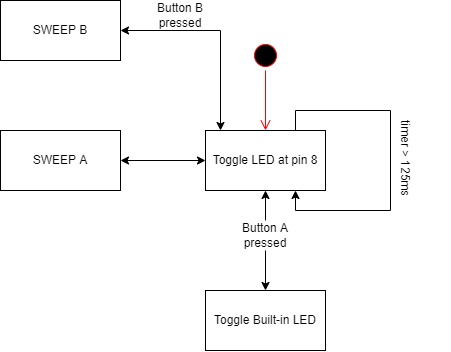 Button B
pressed
SWEEP B
timer > 125ms
SWEEP A
Toggle LED at pin 8
Button A
pressed
Toggle Built-in LED